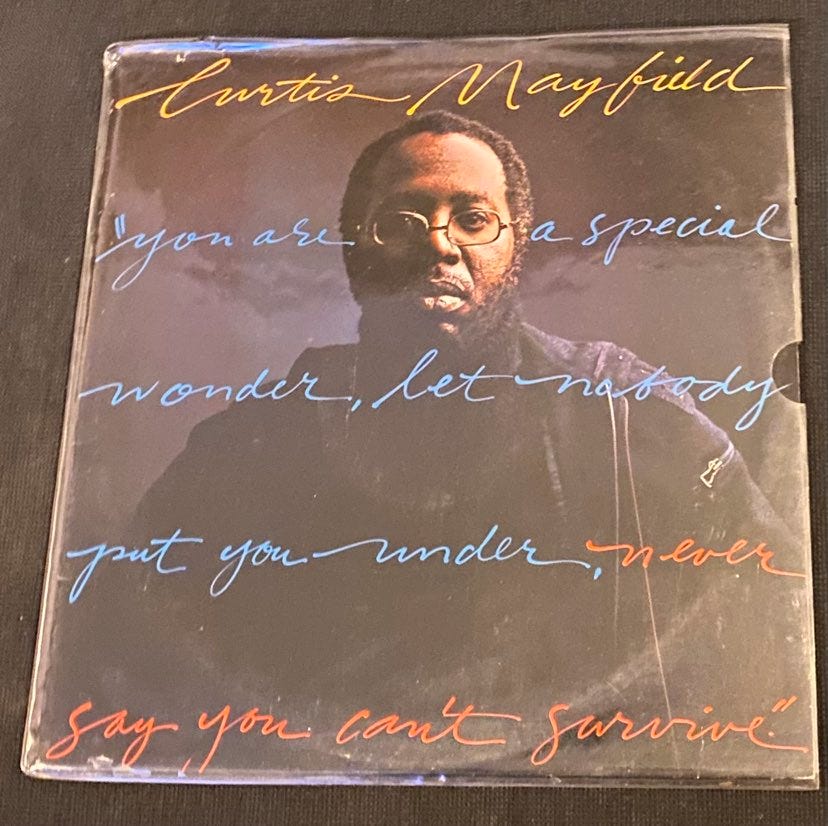 Curtis Mayfield
"you are a special
wonder, let nobody
put you under, never
say you can't survive"